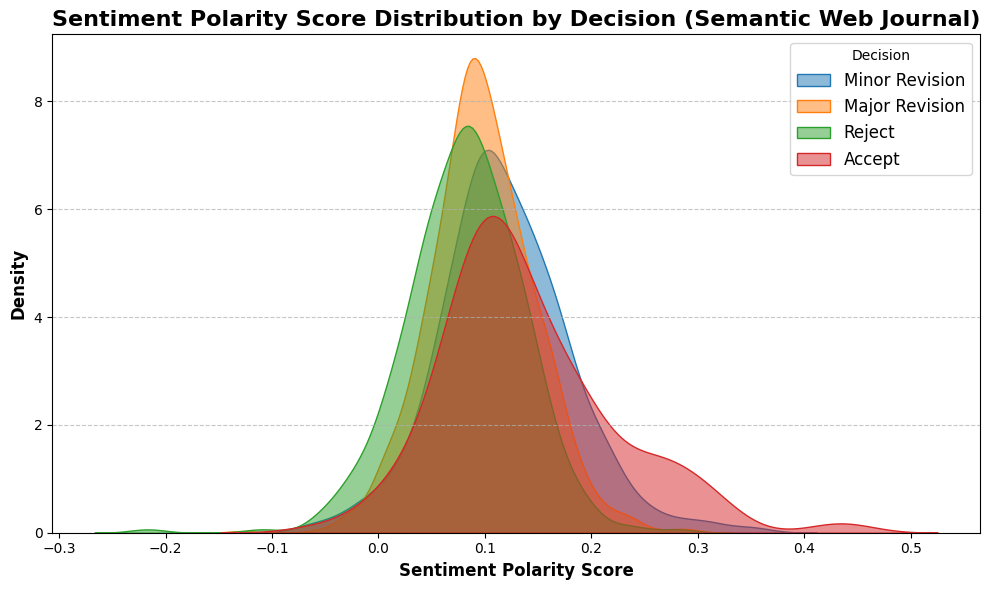 Sentiment Polarity Score Distribution by Decision (Semantic Web Journal)
Decision
Minor Revision
Major Revision
Reject
Accept
Density
8
6
4
2
0
−0.3 −0.2 −0.1 0.0 0.1 0.2 0.3 0.4 0.5
Sentiment Polarity Score